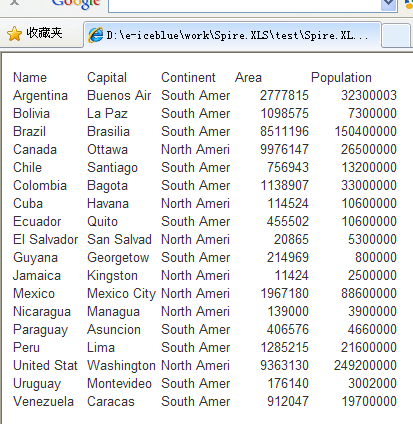 Google
收藏夹 D:\e-iceblue\work\Spire.XLS\test\Spire.XL...
Name Capital Continent Area Population
Argentina Buenos Air South Amer 2777815 32300003
Bolivia La Paz South Amer 1098575 7300000
Brazil Brasilia South Amer 8511196 150400000
Canada Ottawa North Ameri 9976147 26500000
Chile Santiago South Amer 756943 13200000
Colombia Bagota South Amer 1138907 33000000
Cuba Havana North Ameri 114524 10600000
Ecuador Quito South Amer 455502 10600000
El Salvador San Salvad North Ameri 20865 5300000
Guyana Georgetow South Amer 214969 800000
Jamaica Kingston North Ameri 11424 2500000
Mexico Mexico City North Ameri 1967180 88600000
Nicaragua Managua North Ameri 139000 3900000
Paraguay Asuncion South Amer 406576 4660000
Peru Lima South Amer 1285215 21600000
United Stat Washington North Ameri 9363130 249200000
Uruguay Montevideo South Amer 176140 3002000
Venezuela Caracas South Amer 912047 19700000